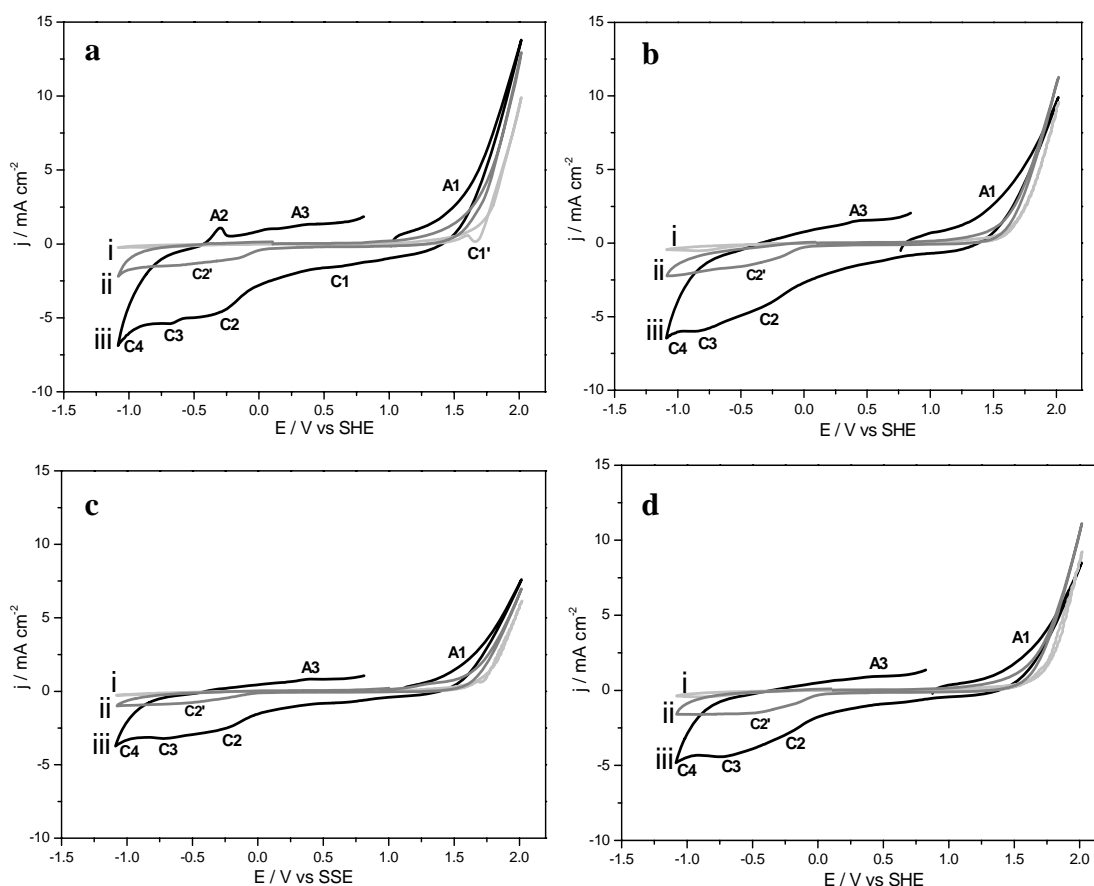 a
15
10
5
0
-5
-10
j / mA cm-2
-1.5 -1.0 -0.5 0.0 0.5 1.0 1.5 2.0
E / V vs SHE
A1
A2 A3
i
ii
iii
C1'
C2'
C1
C2
C3
C4
b
15
10
5
0
-5
-10
j / mA cm-2
-1.5 -1.0 -0.5 0.0 0.5 1.0 1.5 2.0
E / V vs SHE
A1
A3
i
ii
iii
C2'
C2
C3
C4
c
15
10
5
0
-5
-10
j / mA cm-2
-1.5 -1.0 -0.5 0.0 0.5 1.0 1.5 2.0
E / V vs SSE
A1
A3
i
ii
iii
C2'
C2
C4 C3
d
15
10
5
0
-5
-10
j / mA cm-2
-1.5 -1.0 -0.5 0.0 0.5 1.0 1.5 2.0
E / V vs SHE
A1
A3
i
ii
iii
C2'
C2
C4 C3